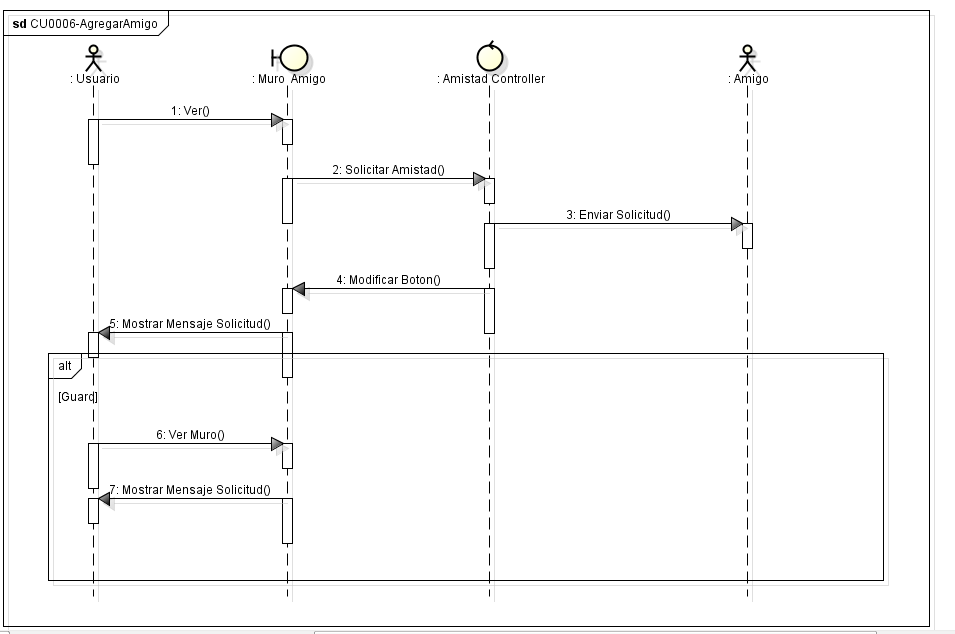 sd CU0006-AgregarAmigo
: Usuario
: Muro Amigo
: Amistad Controller
: Amigo
1: Ver()
2: Solicitar Amistad()
3: Enviar Solicitud()
4: Modificar Boton()
5: Mostrar Mensaje Solicitud()
alt
[Guard]
6: Ver Muro()
7: Mostrar Mensaje Solicitud()